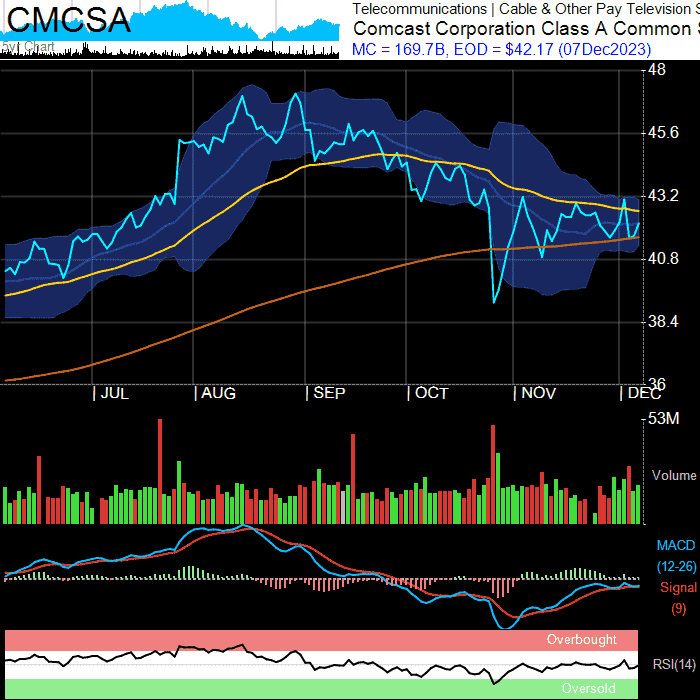 CMCSA
5yr Chart
Telecommunications | Cable & Other Pay Television S
Comcast Corporation Class A Common S
MC = 169.7B, EOD = $42.17 (07Dec2023)
48
45.6
43.2
40.8
38.4
36
| JUL | AUG | SEP | OCT | NOV | DEC
53M
Volume
MACD
(12-26)
Signal
(9)
Overbought
RSI(14)
Oversold